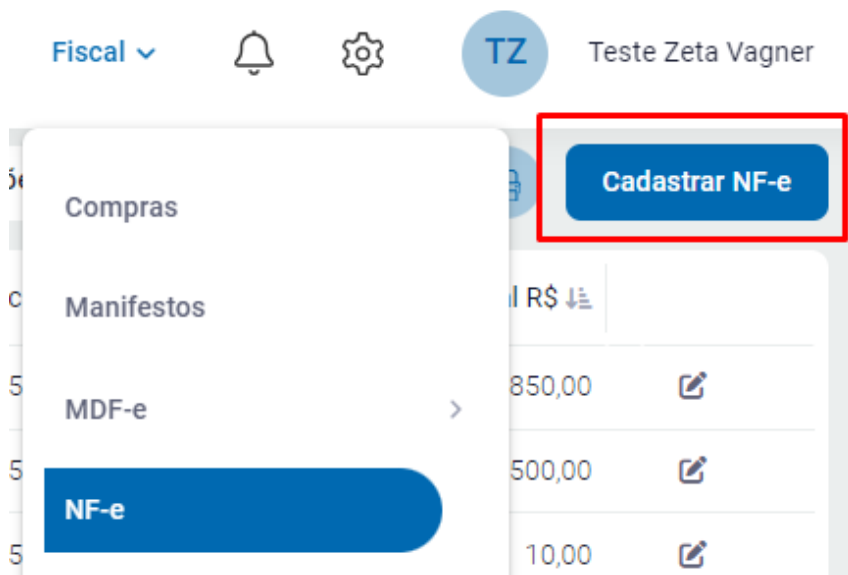 Fiscal
TZ
Teste Zeta Vagner
Cadastrar NF-e
Compras
Manifestos
R$
MDF-e
850,00
500,00
NF-e
10,00